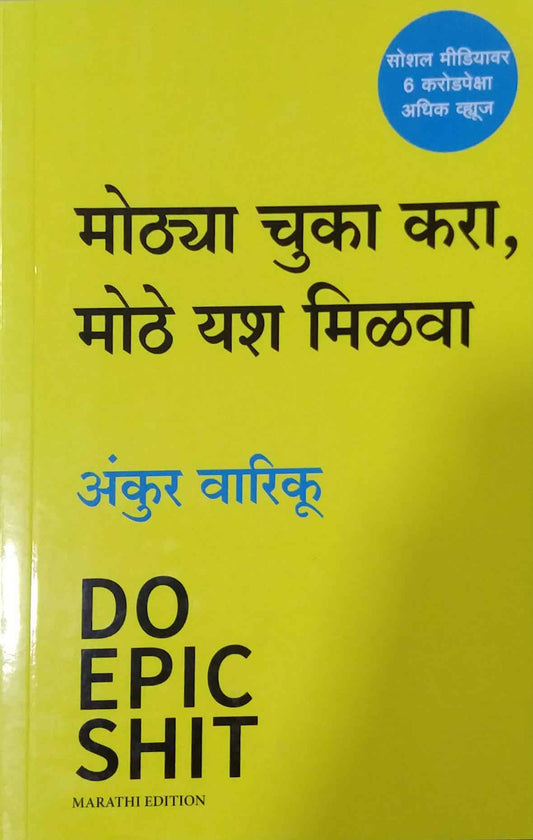 सोशल मीडियावर
6 करोडपेक्षा
अधिक व्ह्यूज
मोठ्या चुका करा,
मोठे यश मिळवा
अंकुर वारिकू
DO
EPIC
SHIT
MARATHI EDITION